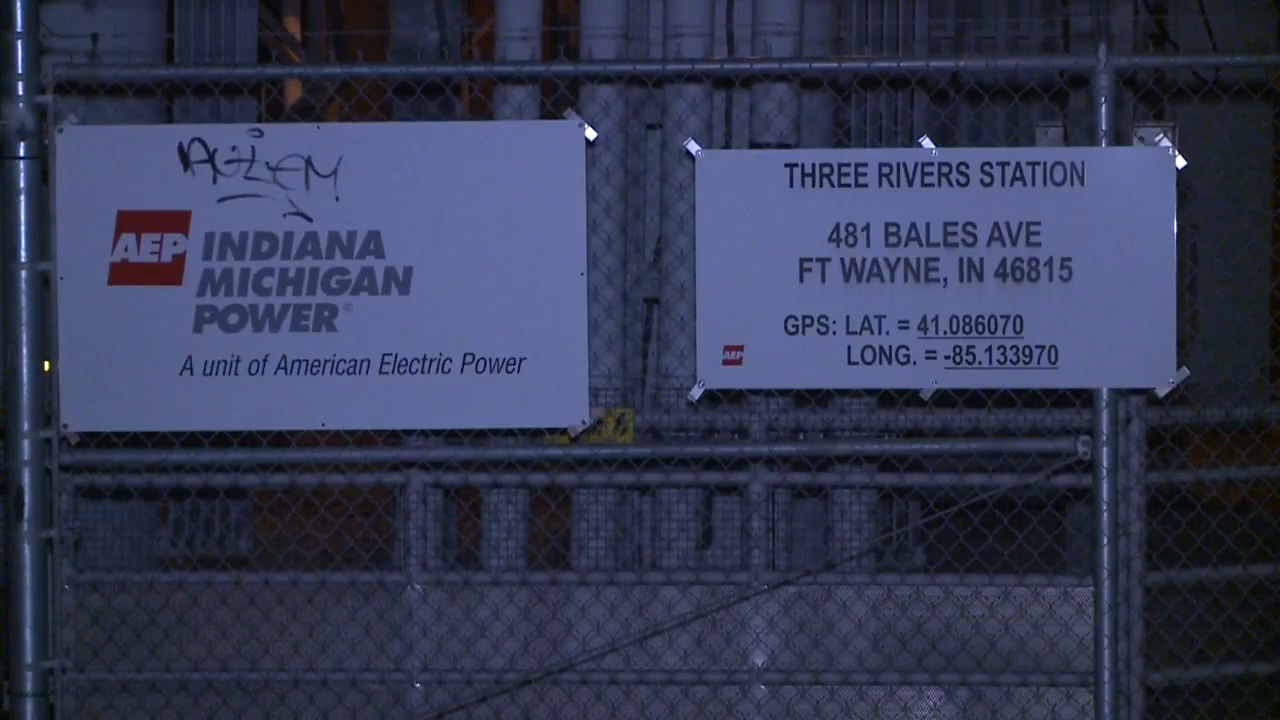 AEP
INDIANA
MICHIGAN
POWER
A unit of American Electric Power
THREE RIVERS STATION
481 BALES AVE
FT WAYNE, IN 46815
GPS: LAT. = 41.086070
LONG. = -85.133970
AEP